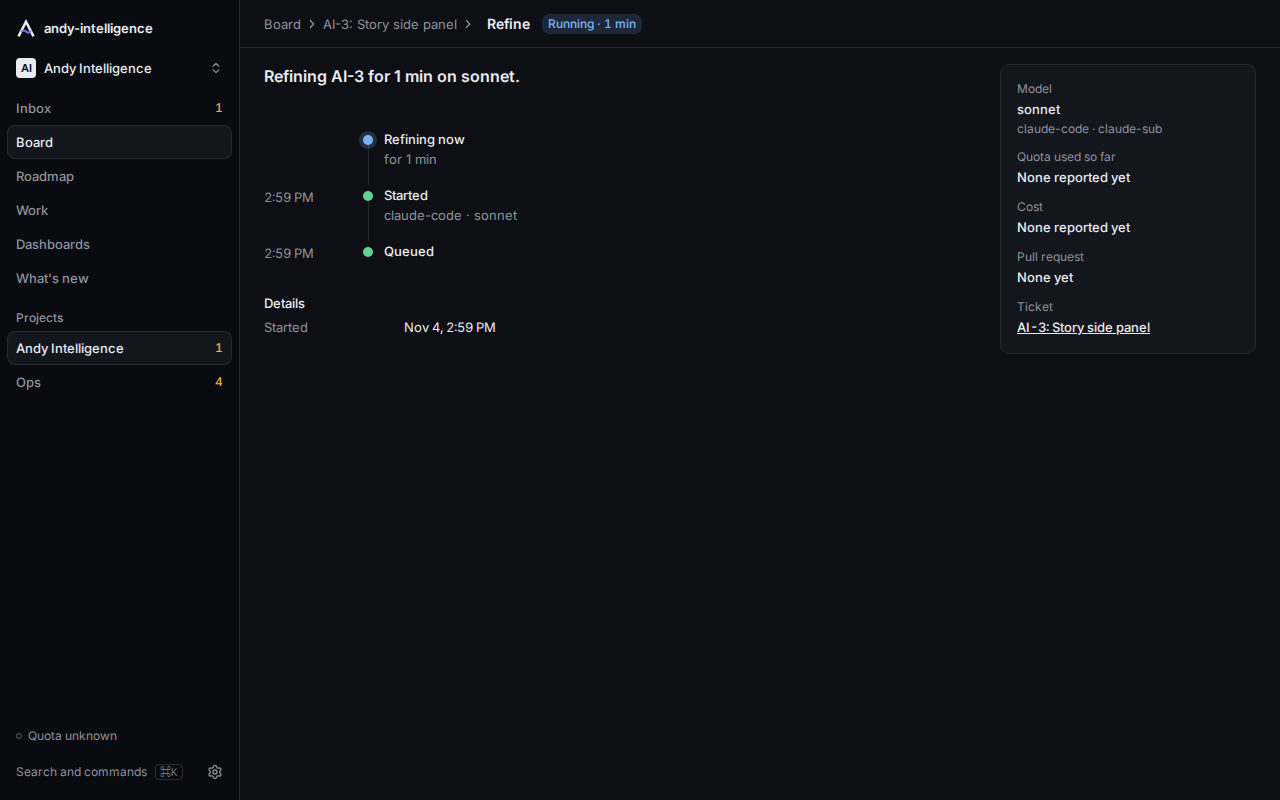 andy-intelligence
AI Andy Intelligence
Inbox 1
Board
Roadmap
Work
Dashboards
What's new
Projects
Andy Intelligence 1
Ops 4
Quota unknown
Search and commands ⌘K
Board > AI-3: Story side panel > Refine Running · 1 min
Refining AI-3 for 1 min on sonnet.
Refining now
for 1 min
2:59 PM Started
claude-code · sonnet
2:59 PM Queued
Details
Started Nov 4, 2:59 PM
Model
sonnet
claude-code · claude-sub
Quota used so far
None reported yet
Cost
None reported yet
Pull request
None yet
Ticket
AI-3: Story side panel